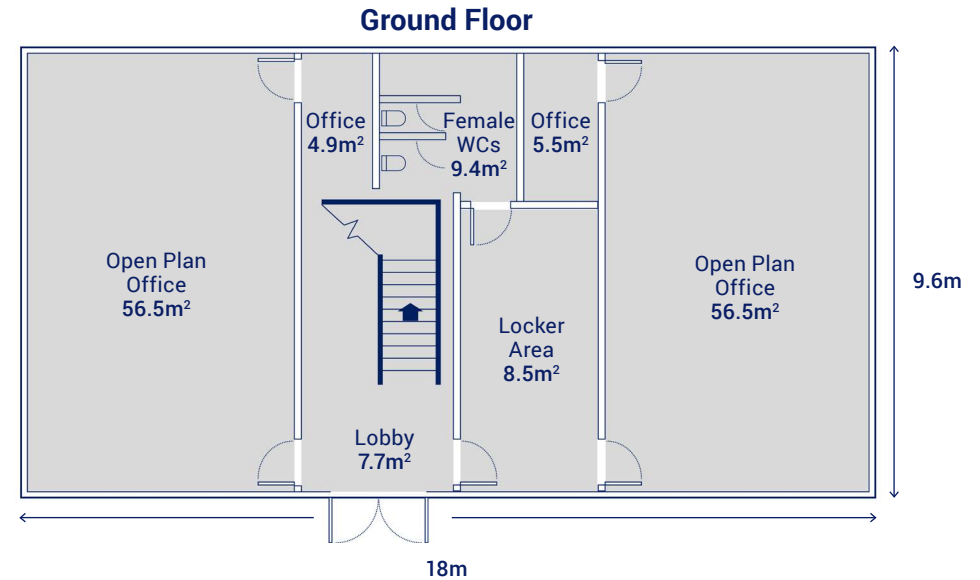 Ground Floor
Office
4.9m²
Female
WCs
9.4m²
Office
5.5m²
Open Plan
Office
56.5m²
Open Plan
Office
56.5m²
9.6m
Locker
Area
8.5m²
Lobby
7.7m²
18m